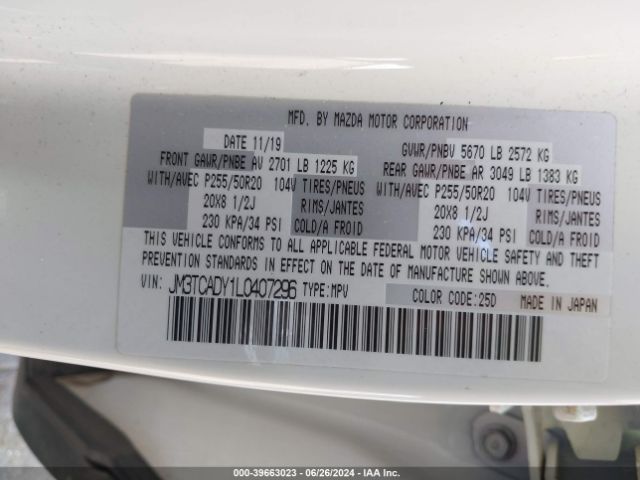 MFD. BY MAZDA MOTOR CORPORATION
DATE 11/19 GVWR/PNBV 5670 LB 2572 KG
FRONT GAWR/PNBE AV 2701 LB 1225 KG REAR GAWR/PNBE AR 3049 LB 1383 KG
WITH/AVEC P255/50R20 104V TIRES/PNEUS WITH/AVEC P255/50R20 104V TIRES/PNEUS
20X8 1/2J RIMS/JANTES 20X8 1/2J RIMS/JANTES
230 KPA/34 PSI COLD/A FROID 230 KPA/34 PSI COLD/A FROID
THIS VEHICLE CONFORMS TO ALL APPLICABLE FEDERAL MOTOR VEHICLE SAFETY AND THEFT
PREVENTION STANDARDS IN EFFECT ON THE DATE OF MANUFACTURE SHOWN ABOVE.
VIN: JM3TCADY1L0407296 TYPE:MPV COLOR CODE:25D MADE IN JAPAN
000-39663023 - 06/26/2024 - IAA Inc.